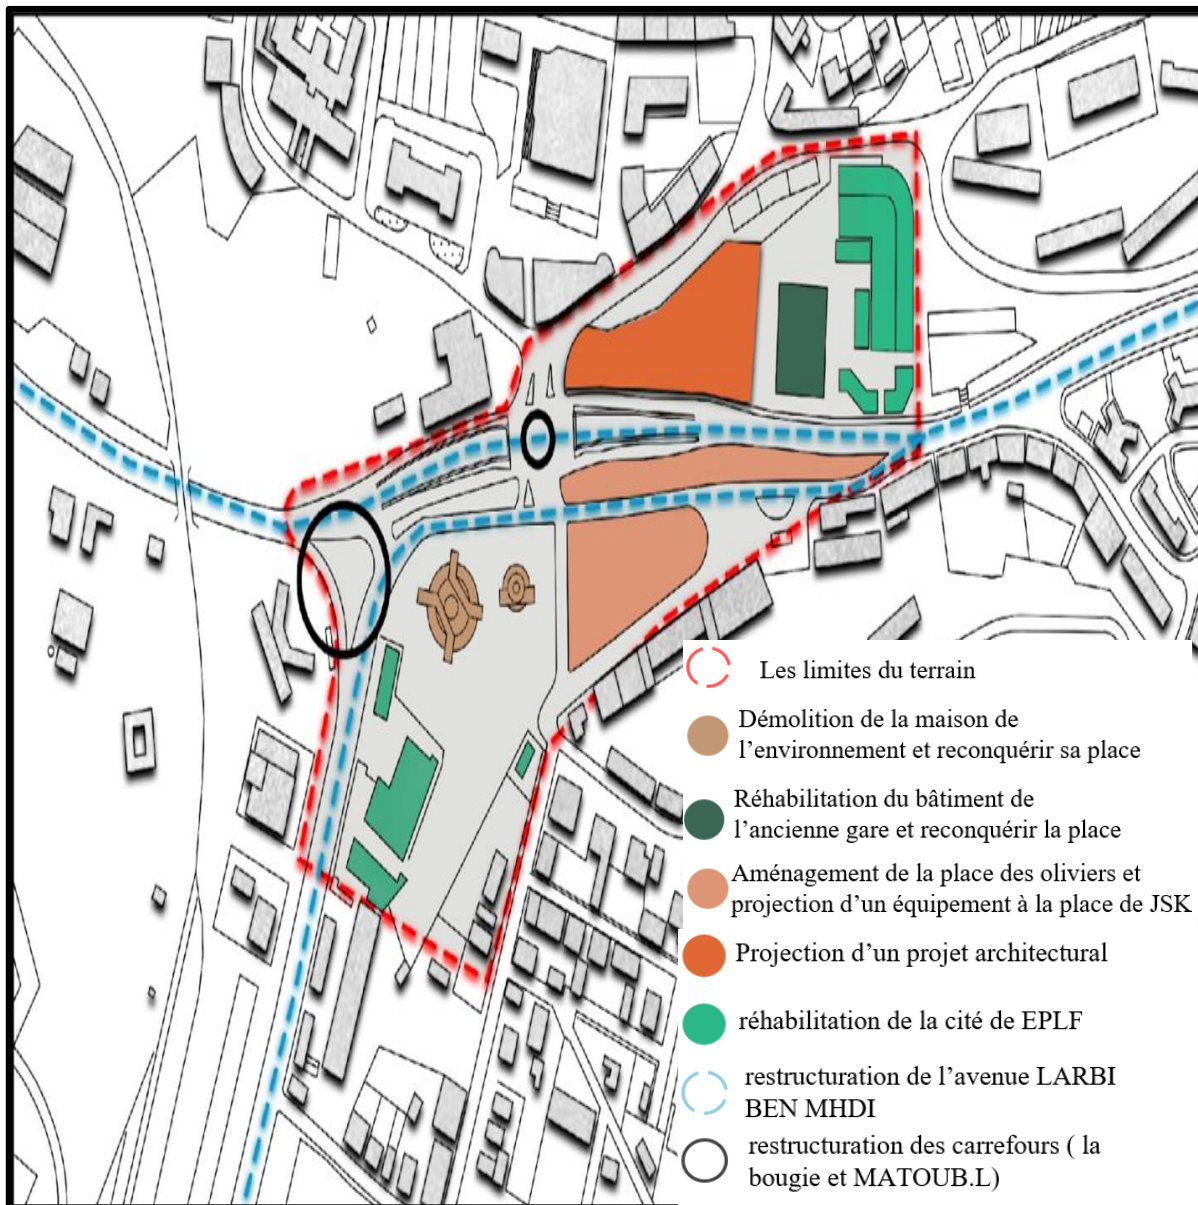 Les limites du terrain
Démolition de la maison de
l’environnement et reconquérir sa place
Réhabilitation du bâtiment de
l’ancienne gare et reconquérir la place
Aménagement de la place des oliviers et
projection d’un équipement à la place de JSK
Projection d’un projet architectural
réhabilitation de la cité de EPLF
restructuration de l’avenue LARBI
BEN MHDI
restructuration des carrefours ( la
bougie et MATOUB.L)